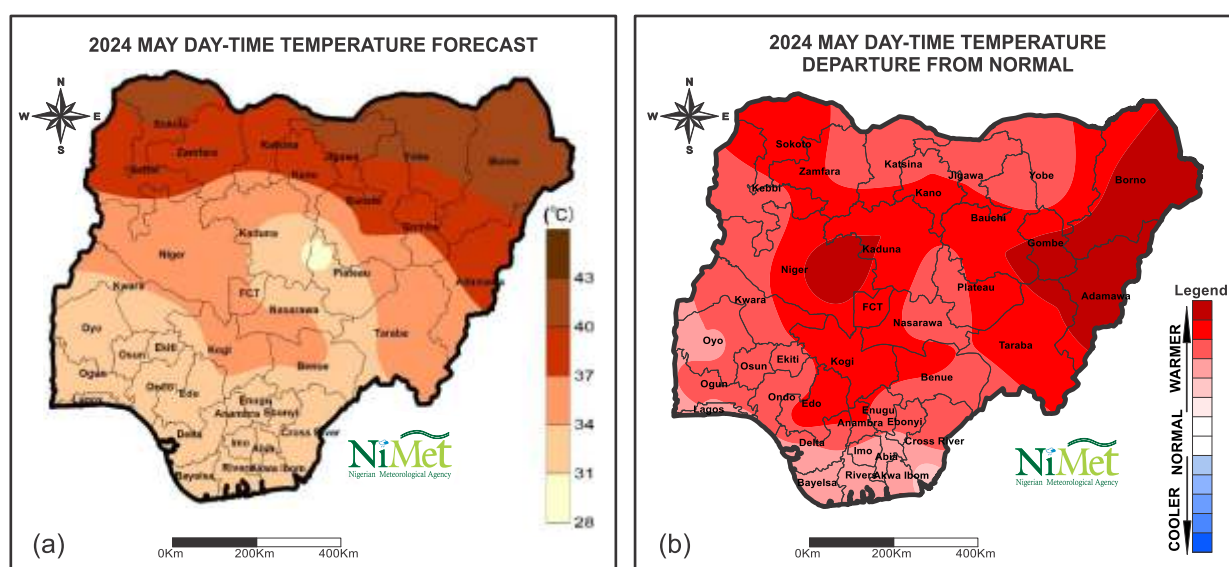 2024 MAY DAY-TIME TEMPERATURE FORECAST
N
W E
S
Sokoto
Zamfara
Katsina
Kebbi
Kano
Jigawa
Yobe
Borno
Bauchi
Gombe
Kaduna
Niger
Plateau
Adamawa
Kwara
FCT
Nasarawa
Oyo
Taraba
Ekiti
Kogi
Osun
Benue
Ogun
Ondo
Edo
Lagos
Enugu
Anambra Ebonyi
Delta
Cross River
Imo
Abia
Rivers
Akwa Ibom
Bayelsa
(°C)
43
40
37
34
31
28
NiMet
Nigerian Meteorological Agency
(a)
0Km 200Km 400Km
2024 MAY DAY-TIME TEMPERATURE
DEPARTURE FROM NORMAL
N
W E
S
Sokoto
Katsina
Zamfara
Jigawa
Yobe
Kebbi
Borno
Kano
Bauchi
Gombe
Kaduna
Niger
Plateau
Adamawa
Kwara
FCT
Nasarawa
Oyo
Taraba
Ekiti
Kogi
Osun
Benue
Ogun
Ondo
Edo
Lagos
Enugu
Anambra
Ebonyi
Delta
Cross River
Imo
Abia
Rivers
Akwa Ibom
Bayelsa
Legend
WARMER
NORMAL
COOLER
NiMet
Nigerian Meteorological Agency
(b)
0Km 200Km 400Km